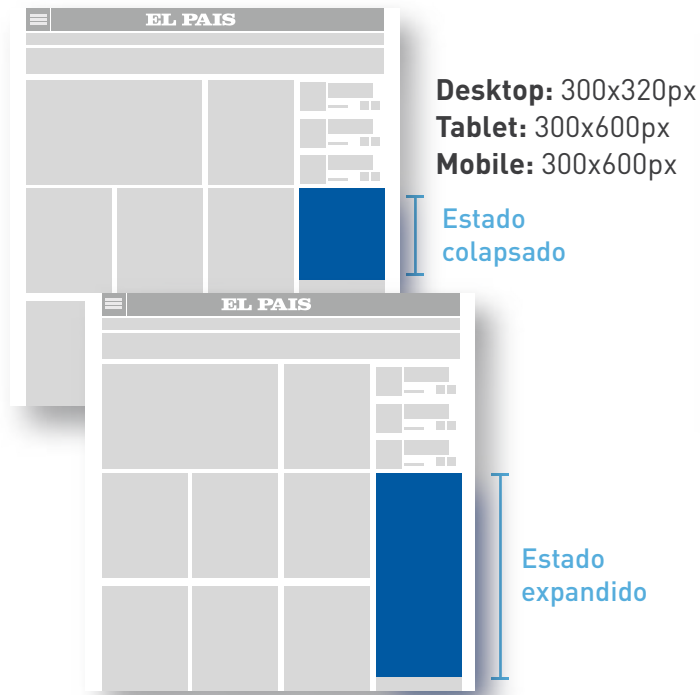 EL PAIS
Desktop: 300x320px
Tablet: 300x600px
Mobile: 300x600px
Estado
colapsado
EL PAIS
Estado
expandido